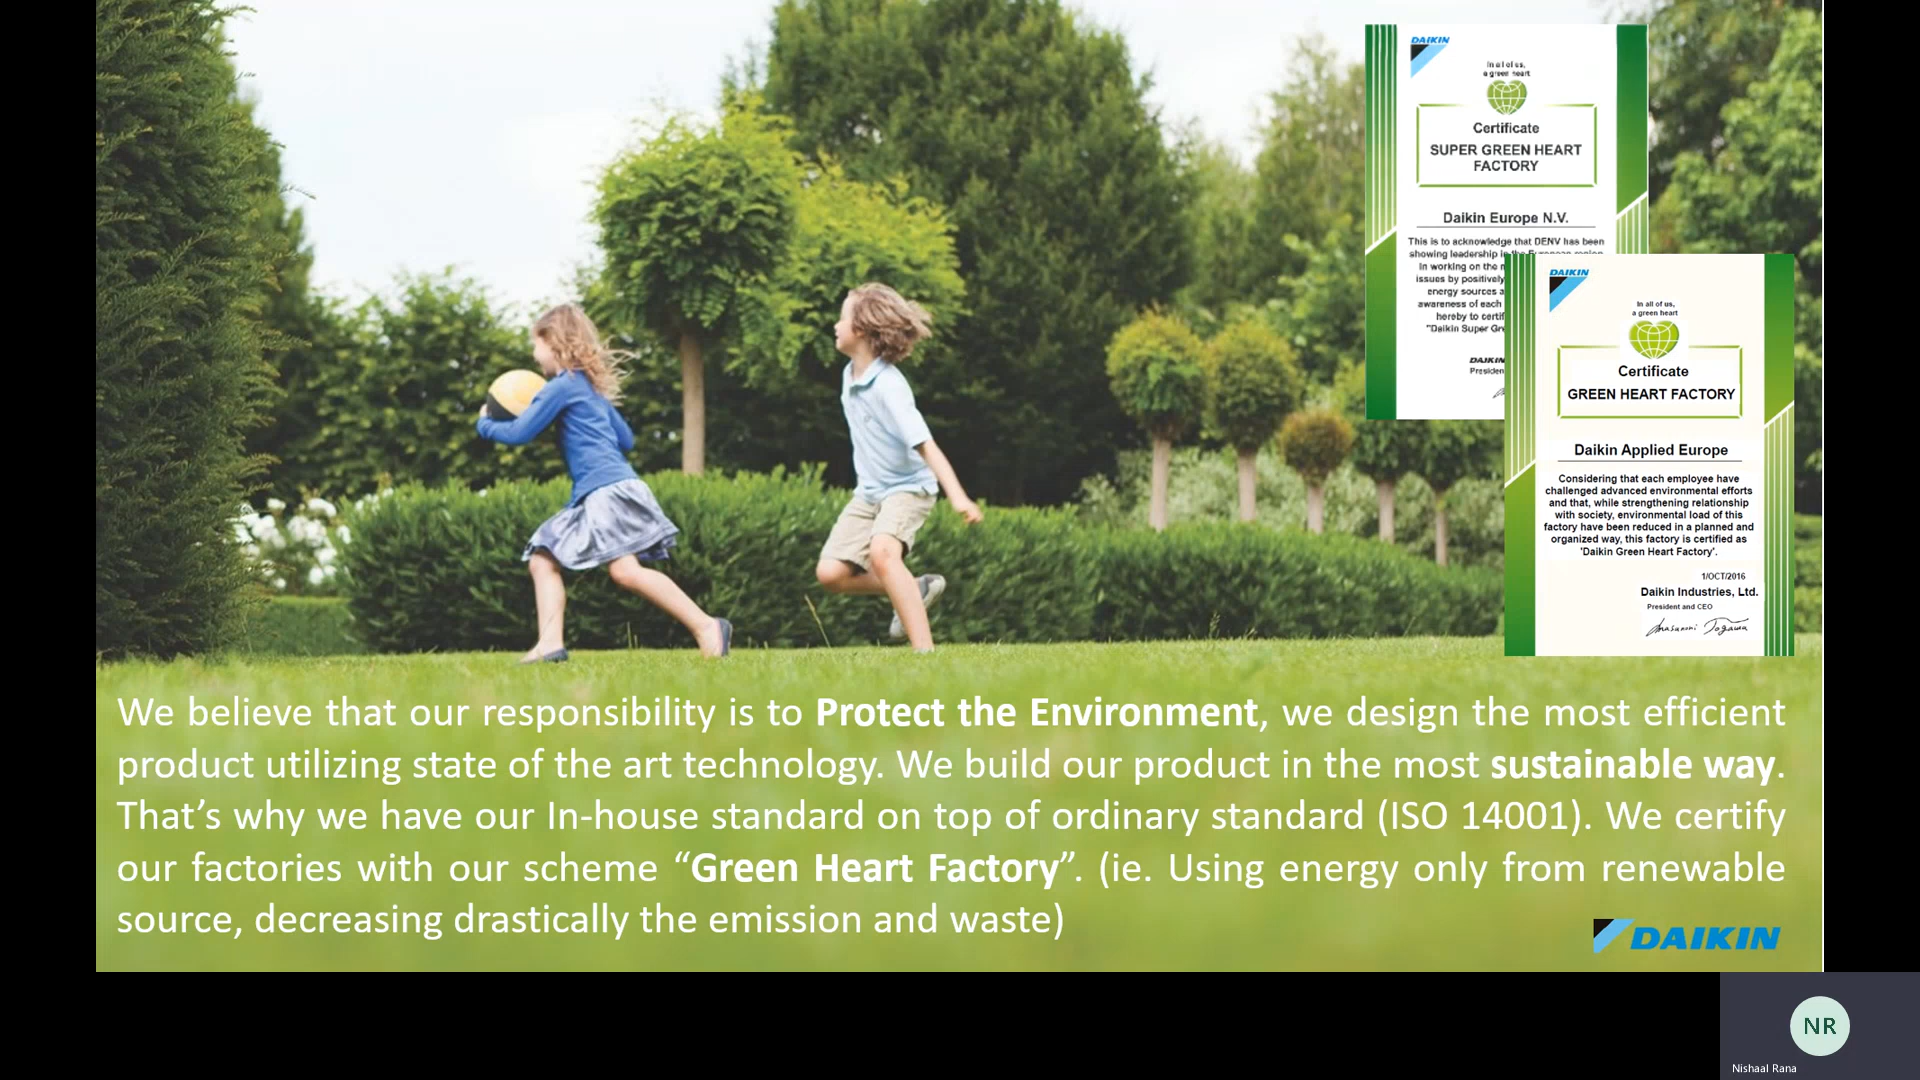 DAIKIN
In all of us,
a green heart
Certificate
SUPER GREEN HEART
FACTORY
Daikin Europe N.V.
This is to acknowledge that DENV has been
showing leadership in the European region
In working on the
issues by positively
energy sources
awareness of each
hereby to certif
"Daikin Super Gr
DAIKIN
Presiden
DAIKIN
In all of us,
a green heart
Certificate
GREEN HEART FACTORY
Daikin Applied Europe
Considering that each employee have
challenged advanced environmental efforts
and that, while strengthening relationship
with society, environmental load of this
factory have been reduced in a planned and
organized way, this factory is certified as
'Daikin Green Heart Factory'.
1/OCT/2016
Daikin Industries, Ltd.
President and CEO
Masanori Togawa
We believe that our responsibility is to Protect the Environment, we design the most efficient
product utilizing state of the art technology. We build our product in the most sustainable way.
That’s why we have our In-house standard on top of ordinary standard (ISO 14001). We certify
our factories with our scheme “Green Heart Factory”. (ie. Using energy only from renewable
source, decreasing drastically the emission and waste)
DAIKIN
NR
Nishaal Rana